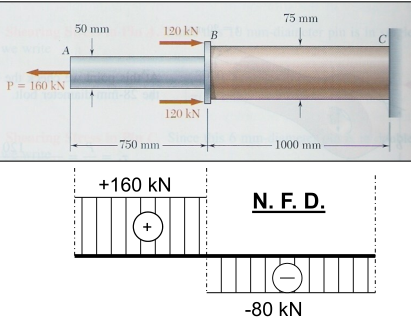 50 mm
120 kN
75 mm
A
B
C
P = 160 kN
120 kN
750 mm
1000 mm
+160 kN
N. F. D.
+
−
-80 kN